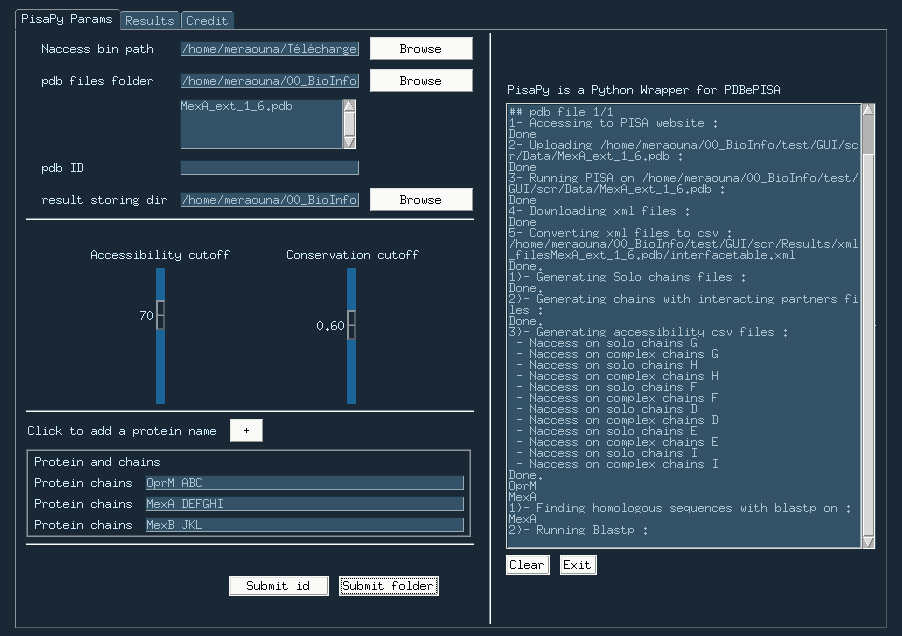 PisaPy Params Results Credit
Naccess bin path /home/meraouna/Télécharge Browse
pdb files folder /home/meraouna/00_BioInfo Browse
MexA_ext_1_6.pdb
pdb ID
result storing dir /home/meraouna/00_BioInfo Browse
Accessibility cutoff Conservation cutoff
70
0.60
Click to add a protein name +
Protein and chains
Protein chains OprM ABC
Protein chains MexA DEFGHI
Protein chains MexB JKL
Submit id Submit folder
PisaPy is a Python Wrapper for PDBePISA
## pdb file 1/1
1- Accessing to PISA website :
Done
2- Uploading /home/meraouna/00_BioInfo/test/GUI/sc
r/Data/MexA_ext_1_6.pdb :
Done
3- Running PISA on /home/meraouna/00_BioInfo/test/
GUI/scr/Data/MexA_ext_1_6.pdb :
Done
4- Downloading xml files :
Done
5- Converting xml files to csv :
/home/meraouna/00_BioInfo/test/GUI/scr/Results/xml
_filesMexA_ext_1_6.pdb/interfacetable.xml
Done.
1)- Generating Solo chains files :
Done.
2)- Generating chains with interacting partners fi
les :
Done.
3)- Generating accessibility csv files :
- Naccess on solo chains G
- Naccess on complex chains G
- Naccess on solo chains H
- Naccess on complex chains H
- Naccess on solo chains F
- Naccess on complex chains F
- Naccess on solo chains D
- Naccess on complex chains D
- Naccess on solo chains E
- Naccess on complex chains E
- Naccess on solo chains I
- Naccess on complex chains I
Done.
OprM
MexA
1)- Finding homologous sequences with blastp on :
MexA
2)- Running Blastp :
Clear Exit